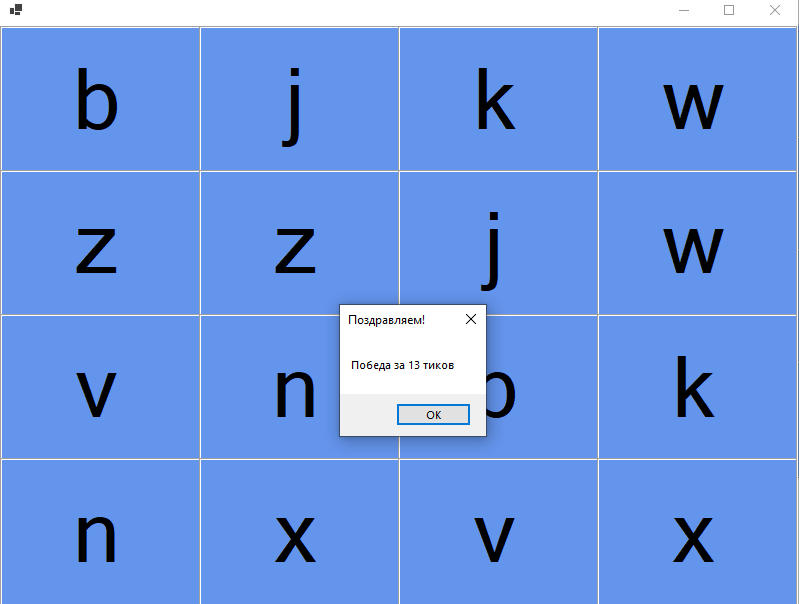 b j k w
z z j w
Поздравляем!
Победа за 13 тиков
v n b k
OK
n x v x